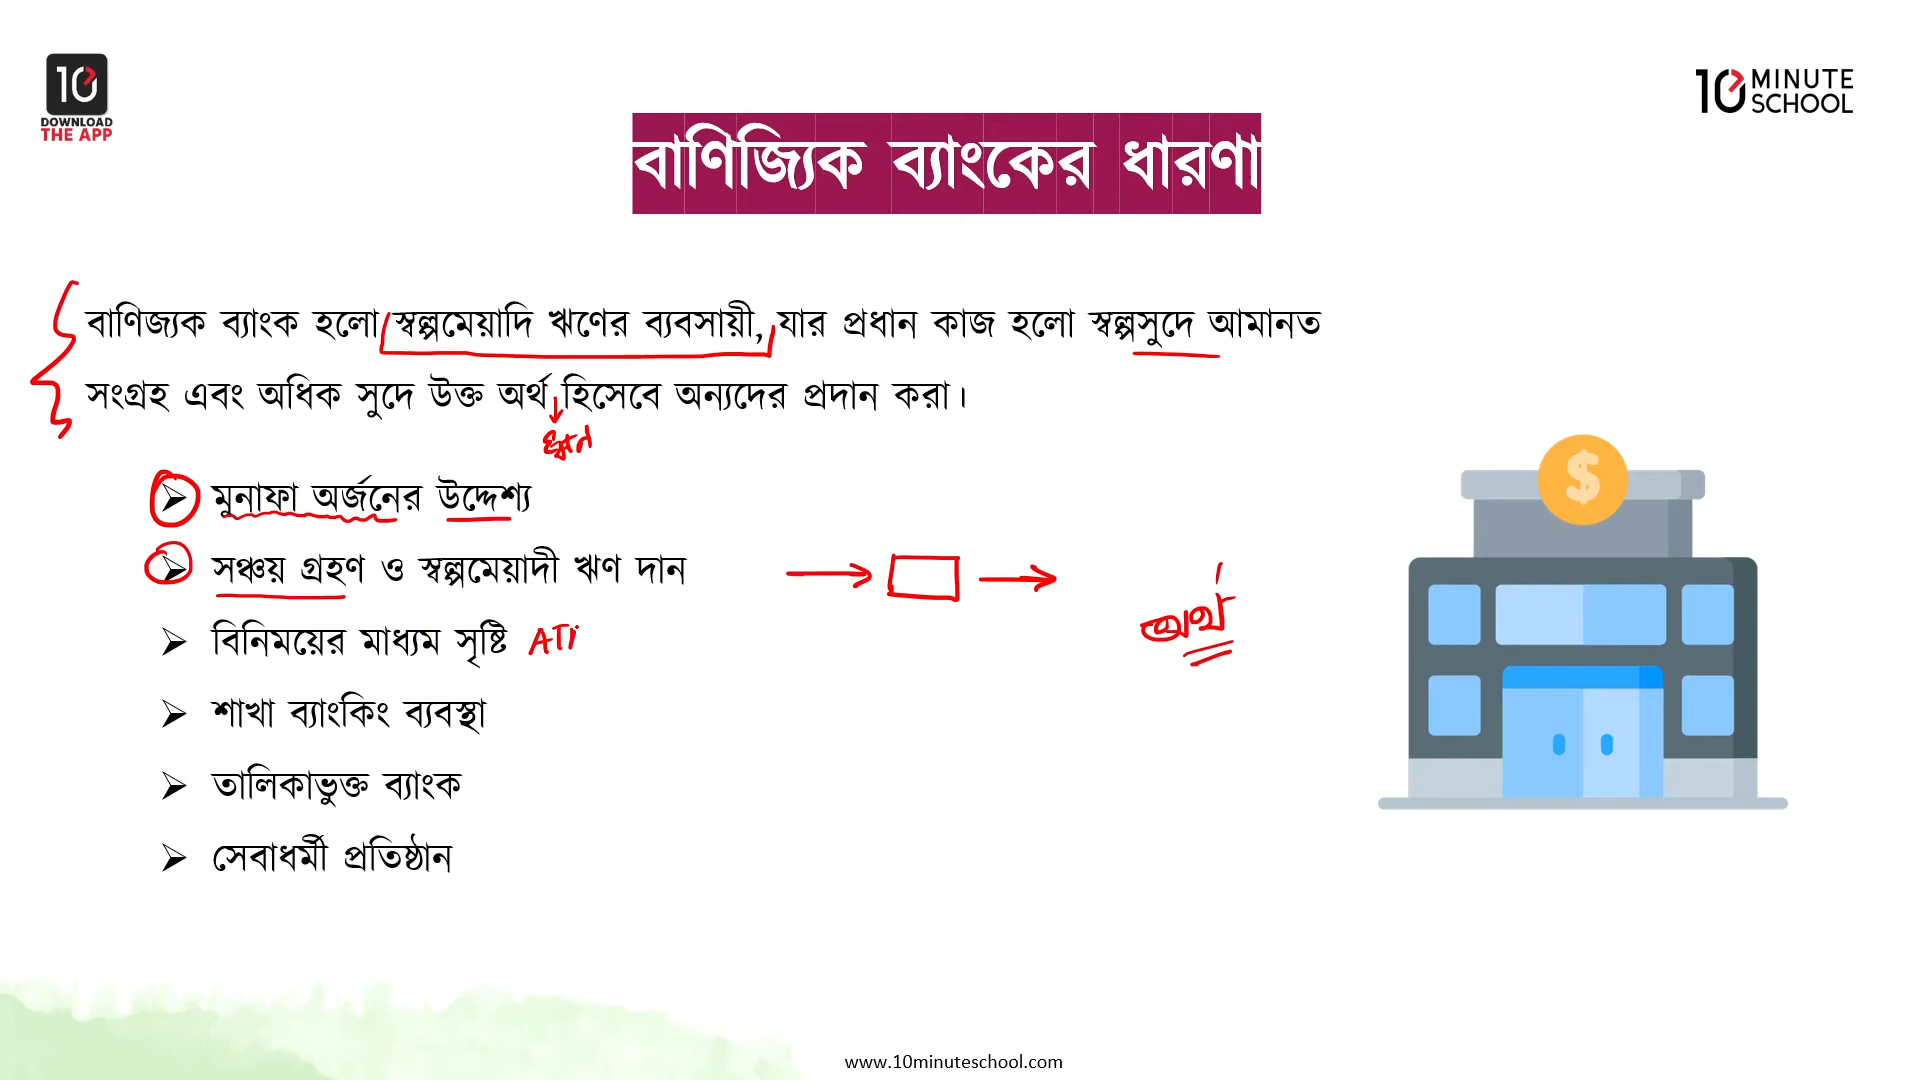 10
DOWNLOAD
THE APP
10 MINUTE
SCHOOL
বাণিজ্যিক ব্যাংকের ধারণা
বাণিজ্যক ব্যাংক হলো স্বল্পমেয়াদি ঋণের ব্যবসায়ী, যার প্রধান কাজ হলো স্বল্পসুদে আমানত
সংগ্রহ এবং অধিক সুদে উক্ত অর্থ হিসেবে অন্যদের প্রদান করা।
➢ মুনাফা অর্জনের উদ্দেশ্য
➢ সঞ্চয় গ্রহণ ও স্বল্পমেয়াদী ঋণ দান
অর্থ
➢ বিনিময়ের মাধ্যম সৃষ্টি ATI
➢ শাখা ব্যাংকিং ব্যবস্থা
➢ তালিকাভুক্ত ব্যাংক
➢ সেবাধর্মী প্রতিষ্ঠান
$
www.10minuteschool.com